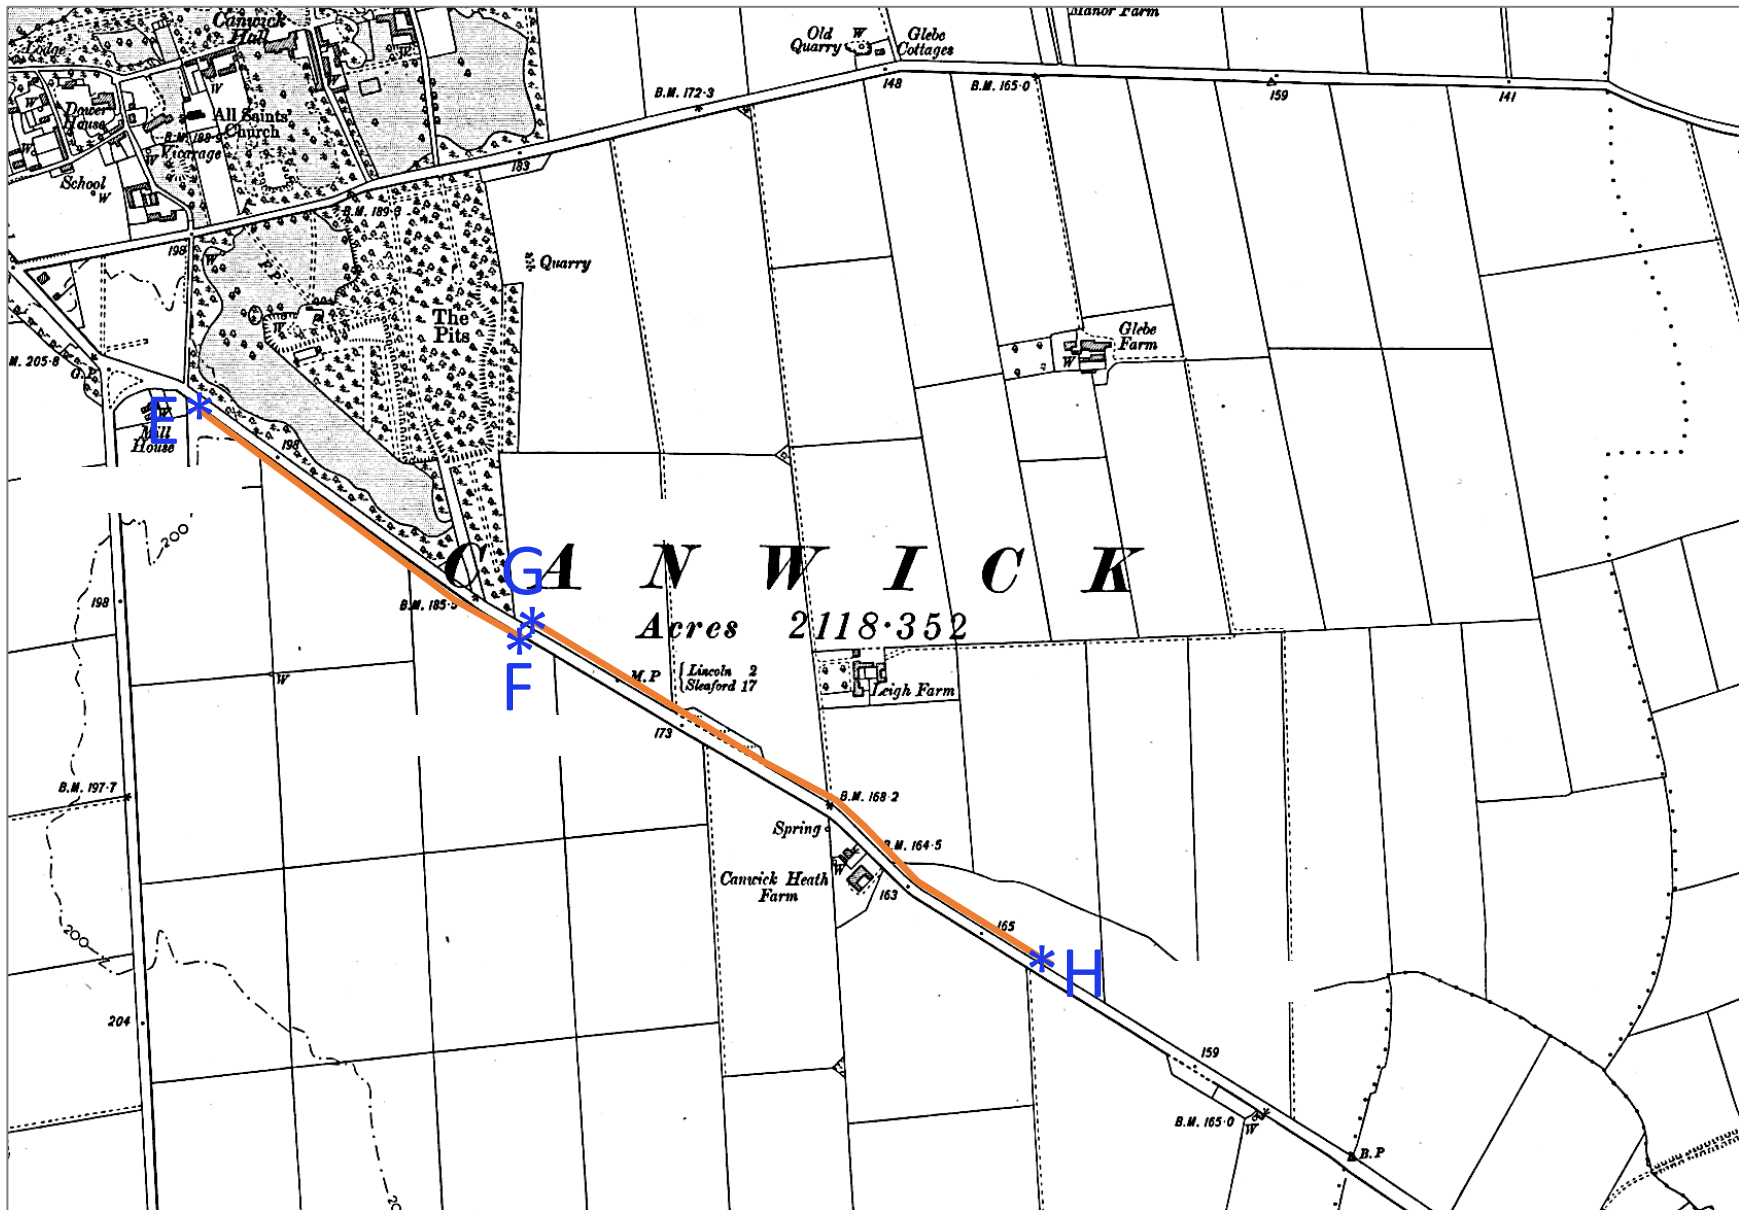 Canwick
Hall
Lodge
W
Manor Farm
Old
Quarry
W
Glebe
Cottages
148
B.M. 165·0
159
141
B.M. 172·3
W
W
W
Dower
House
All Saints
Church
B.M. 188·9
Vicarage
W
W
183
School
W
B.M. 189·3
198
W
Quarry
The
Pits
W
Glebe
Farm
W
M. 205·8
G.P.
E
W
Mill
House
198
200
CANWICK
G
Acres 2118·352
198
B.M. 185·5
F
W
M.P
Lincoln 2
Sleaford 17
Leigh Farm
173
B.M. 197·7
B.M. 168·2
Spring
B.M. 164·5
W
Canwick Heath
Farm
163
165
H
200
204
159
B.M. 165·0
W
B.P
20